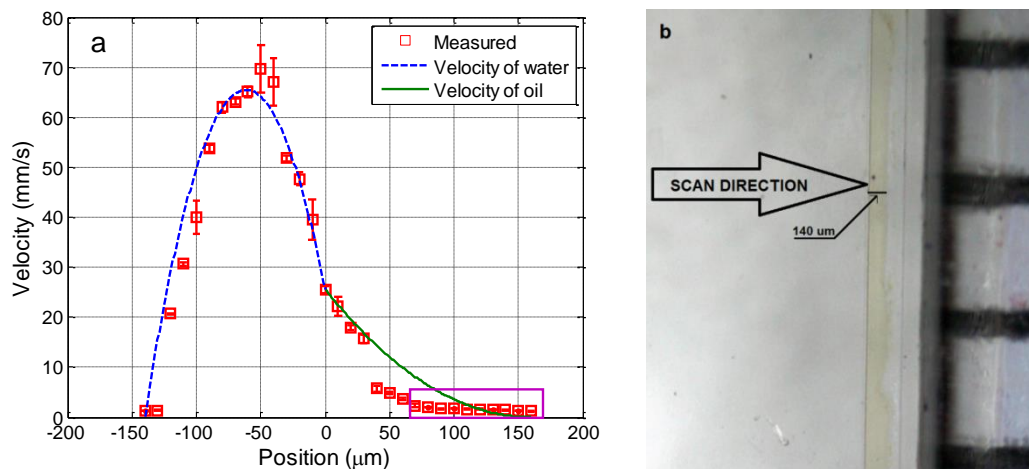 a
Measured
Velocity of water
Velocity of oil
Velocity (mm/s)
80
70
60
50
40
30
20
10
0
-200
-150
-100
-50
0
50
100
150
200
Position (μm)
b
SCAN DIRECTION
140 um